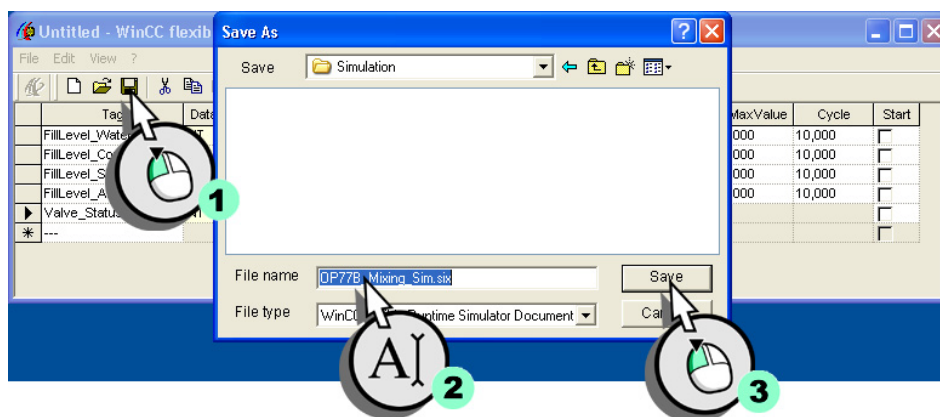 Untitled - WinCC flexib
Save As
File Edit View ?
Save Simulation
Tag Data MaxValue Cycle Start
FillLevel_Wate 000 10,000
FillLevel_Co 000 10,000
FillLevel_S 000 10,000
FillLevel_A 000 10,000
Valve_Status
---
1
File name OP77B_Mixing_Sim.six Save
File type WinCC Runtime Simulator Document Ca
A
2
3